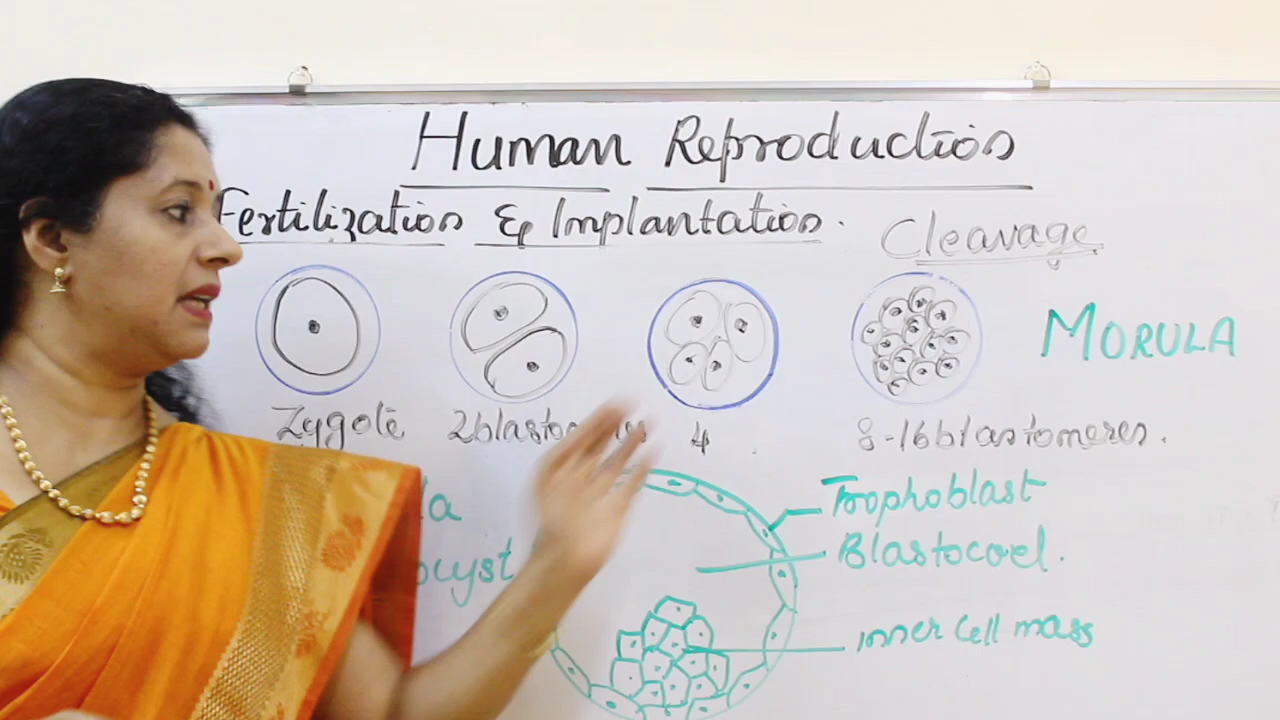 Human Reproduction
Fertilization & Implantation.
Cleavage
MORULA
Zygote
4
8-16 blastomeres.
Trophoblast
Blastocoel.
inner cell mass